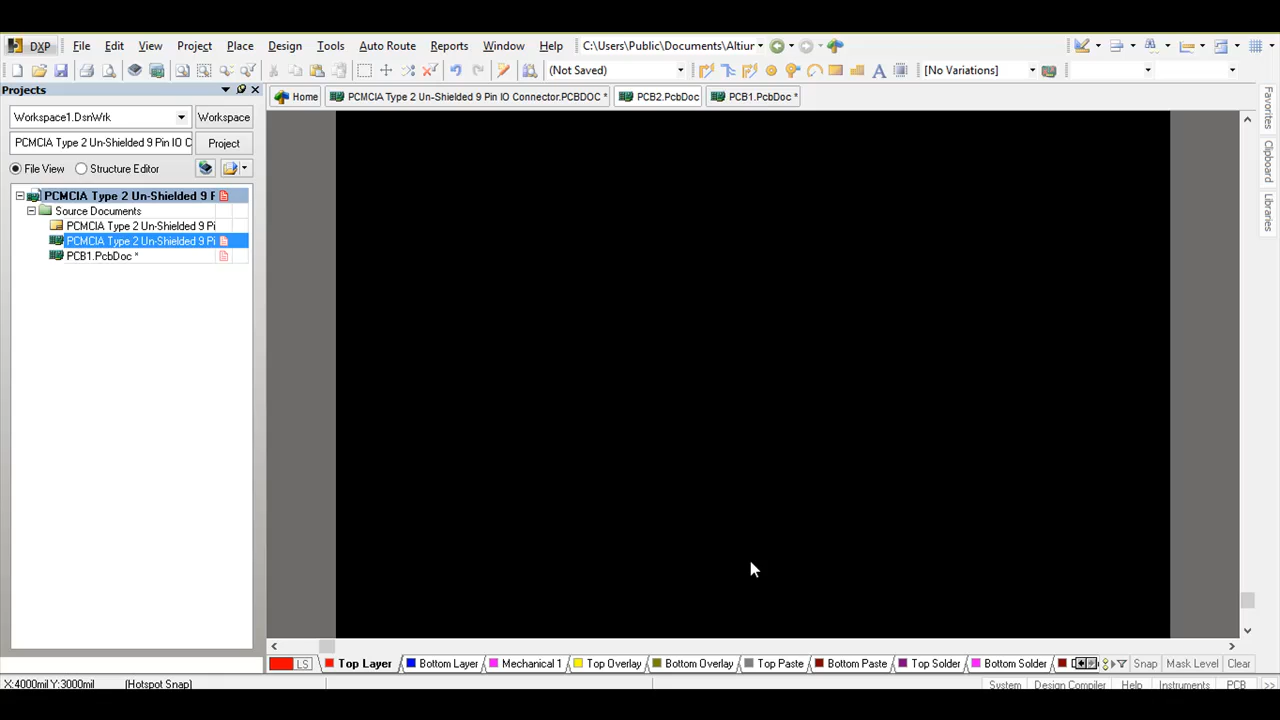 DXP File Edit View Project Place Design Tools Auto Route Reports Window Help C:\Users\Public\Documents\Altiur
(Not Saved) [No Variations]
Projects
Home PCMCIA Type 2 Un-Shielded 9 Pin IO Connector.PCBDOC * PCB2.PcbDoc PCB1.PcbDoc *
Workspace1.DsnWrk Workspace
PCMCIA Type 2 Un-Shielded 9 Pin IO C Project
File View Structure Editor
PCMCIA Type 2 Un-Shielded 9 F
Source Documents
PCMCIA Type 2 Un-Shielded 9 Pi
PCMCIA Type 2 Un-Shielded 9 Pi
PCB1.PcbDoc *
Favorites
Clipboard
Libraries
LS Top Layer Bottom Layer Mechanical 1 Top Overlay Bottom Overlay Top Paste Bottom Paste Top Solder Bottom Solder Snap Mask Level Clear
X:4000mil Y:3000mil (Hotspot Snap) System Design Compiler Help Instruments PCB >>